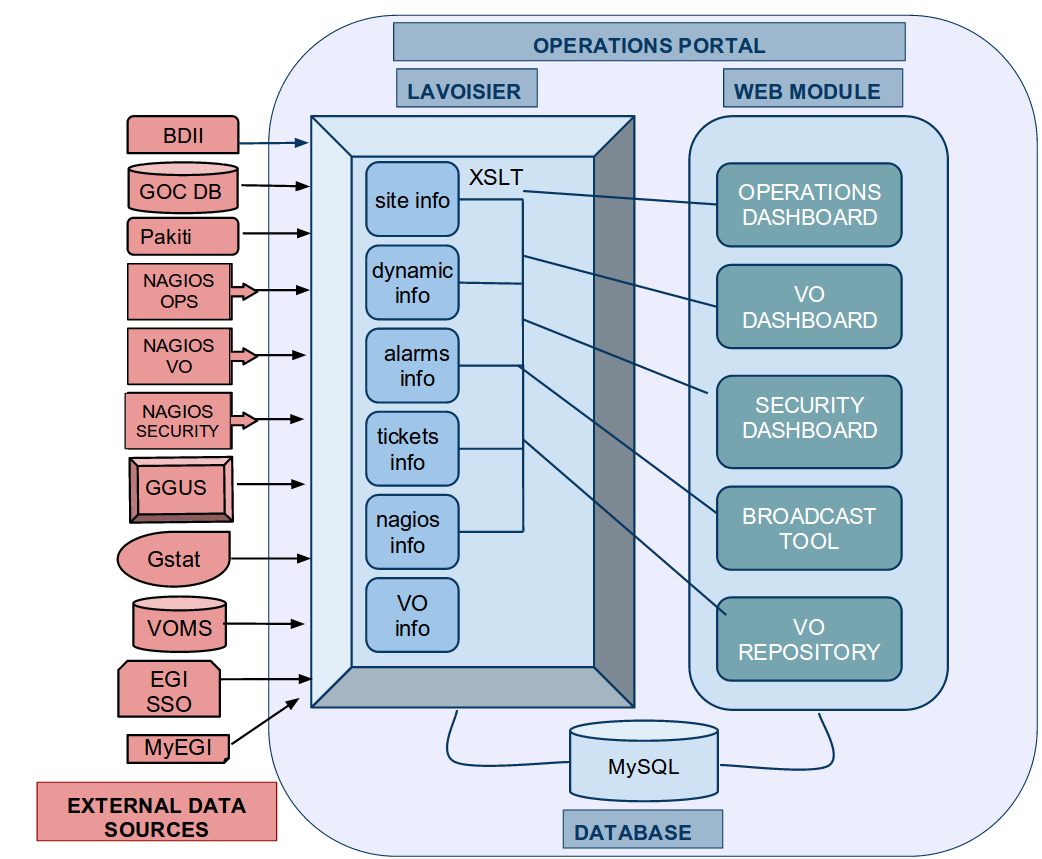 OPERATIONS PORTAL
LAVOISIER
WEB MODULE
BDII
GOC DB
Pakiti
NAGIOS
OPS
NAGIOS
VO
NAGIOS
SECURITY
GGUS
Gstat
VOMS
EGI
SSO
MyEGI
EXTERNAL DATA
SOURCES
XSLT
site info
dynamic
info
alarms
info
tickets
info
nagios
info
VO
info
OPERATIONS
DASHBOARD
VO
DASHBOARD
SECURITY
DASHBOARD
BROADCAST
TOOL
VO
REPOSITORY
MySQL
DATABASE